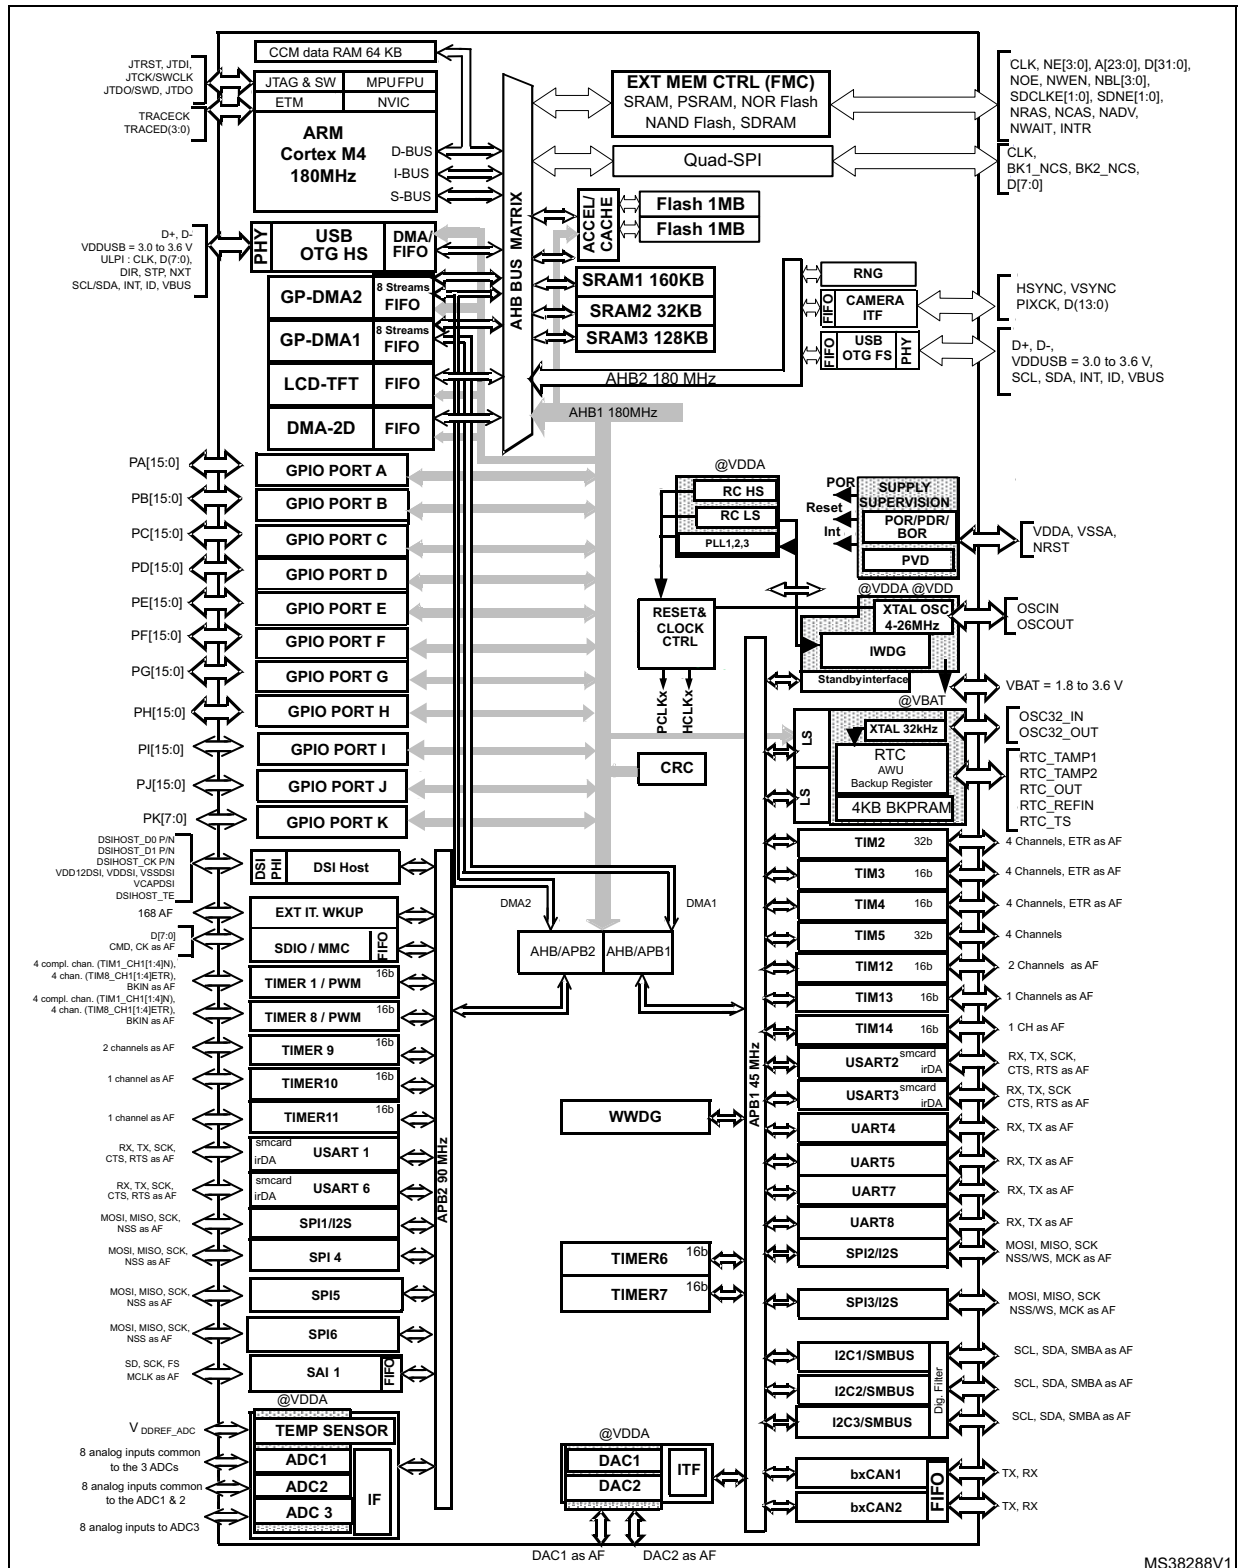 CCM data RAM 64 KB
JTRST, JTDI,
JTCK/SWCLK
JTDO/SWD, JTDO
TRACECK
TRACED(3:0)
JTAG & SW
MPU FPU
ETM
NVIC
ARM
Cortex M4
180MHz
D-BUS
I-BUS
S-BUS
AHB BUS MATRIX
EXT MEM CTRL (FMC)
SRAM, PSRAM, NOR Flash
NAND Flash, SDRAM
CLK, NE[3:0], A[23:0], D[31:0],
NOE, NWEN, NBL[3:0],
SDCLKE[1:0], SDNE[1:0],
NRAS, NCAS, NADV,
NWAIT, INTR
Quad-SPI
CLK,
BK1_NCS, BK2_NCS,
D[7:0]
ACCEL/
CACHE
Flash 1MB
Flash 1MB
D+, D-
VDDUSB = 3.0 to 3.6 V
ULPI : CLK, D(7:0),
DIR, STP, NXT
SCL/SDA, INT, ID, VBUS
PHY
USB
OTG HS
DMA/
FIFO
GP-DMA2
8 Streams
FIFO
GP-DMA1
8 Streams
FIFO
LCD-TFT
FIFO
DMA-2D
FIFO
SRAM1 160KB
SRAM2 32KB
SRAM3 128KB
AHB2 180 MHz
AHB1 180MHz
RNG
FIFO
CAMERA
ITF
HSYNC, VSYNC
PIXCK, D(13:0)
FIFO
USB
OTG FS
PHY
D+, D-,
VDDUSB = 3.0 to 3.6 V,
SCL, SDA, INT, ID, VBUS
PA[15:0]
GPIO PORT A
PB[15:0]
GPIO PORT B
PC[15:0]
GPIO PORT C
PD[15:0]
GPIO PORT D
PE[15:0]
GPIO PORT E
PF[15:0]
GPIO PORT F
PG[15:0]
GPIO PORT G
PH[15:0]
GPIO PORT H
PI[15:0]
GPIO PORT I
PJ[15:0]
GPIO PORT J
PK[7:0]
GPIO PORT K
@VDDA
RC HS
RC LS
PLL1,2,3
POR
Reset
Int
SUPPLY
SUPERVISION
POR/PDR/
BOR
PVD
VDDA, VSSA,
NRST
@VDDA @VDD
XTAL OSC
4-26MHz
OSCIN
OSCOUT
IWDG
RESET&
CLOCK
CTRL
PCLKx
HCLKx
Standbyinterface
VBAT = 1.8 to 3.6 V
@VBAT
LS
LS
XTAL 32kHz
OSC32_IN
OSC32_OUT
RTC
AWU
Backup Register
4KB BKPRAM
RTC_TAMP1
RTC_TAMP2
RTC_OUT
RTC_REFIN
RTC_TS
CRC
DSIHOST_D0 P/N
DSIHOST_D1 P/N
DSIHOST_CK P/N
VDD12DSI, VDDSI, VSSDSI
VCAPDSI
DSIHOST_TE
DSI
PHI
DSI Host
168 AF
EXT IT. WKUP
D[7:0]
CMD, CK as AF
SDIO / MMC
FIFO
4 compl. chan. (TIM1_CH1[1:4]N),
4 chan. (TIM8_CH1[1:4]ETR),
BKIN as AF
TIMER 1 / PWM
16b
4 compl. chan. (TIM1_CH1[1:4]N),
4 chan. (TIM8_CH1[1:4]ETR),
BKIN as AF
TIMER 8 / PWM
16b
2 channels as AF
TIMER 9
16b
1 channel as AF
TIMER10
16b
1 channel as AF
TIMER11
16b
RX, TX, SCK,
CTS, RTS as AF
smcard
irDA
USART 1
RX, TX, SCK,
CTS, RTS as AF
smcard
irDA
USART 6
MOSI, MISO, SCK,
NSS as AF
SPI1/I2S
MOSI, MISO, SCK,
NSS as AF
SPI 4
MOSI, MISO, SCK,
NSS as AF
SPI5
MOSI, MISO, SCK,
NSS as AF
SPI6
SD, SCK, FS
MCLK as AF
SAI 1
FIFO
@VDDA
VDDREF_ADC
TEMP SENSOR
8 analog inputs common
to the 3 ADCs
ADC1
8 analog inputs common
to the ADC1 & 2
ADC2
8 analog inputs to ADC3
ADC 3
IF
APB2 90 MHz
DMA2
DMA1
AHB/APB2
AHB/APB1
WWDG
TIMER6
16b
TIMER7
16b
@VDDA
DAC1
DAC2
ITF
DAC1 as AF
DAC2 as AF
APB1 45 MHz
TIM2
32b
4 Channels, ETR as AF
TIM3
16b
4 Channels, ETR as AF
TIM4
16b
4 Channels, ETR as AF
TIM5
32b
4 Channels
TIM12
16b
2 Channels as AF
TIM13
16b
1 Channels as AF
TIM14
16b
1 CH as AF
USART2
smcard
irDA
RX, TX, SCK,
CTS, RTS as AF
USART3
smcard
irDA
RX, TX, SCK
CTS, RTS as AF
UART4
RX, TX as AF
UART5
RX, TX as AF
UART7
RX, TX as AF
UART8
RX, TX as AF
SPI2/I2S
MOSI, MISO, SCK
NSS/WS, MCK as AF
SPI3/I2S
MOSI, MISO, SCK
NSS/WS, MCK as AF
I2C1/SMBUS
SCL, SDA, SMBA as AF
I2C2/SMBUS
SCL, SDA, SMBA as AF
I2C3/SMBUS
SCL, SDA, SMBA as AF
Dig. Filter
bxCAN1
TX, RX
bxCAN2
TX, RX
FIFO
MS38288V1